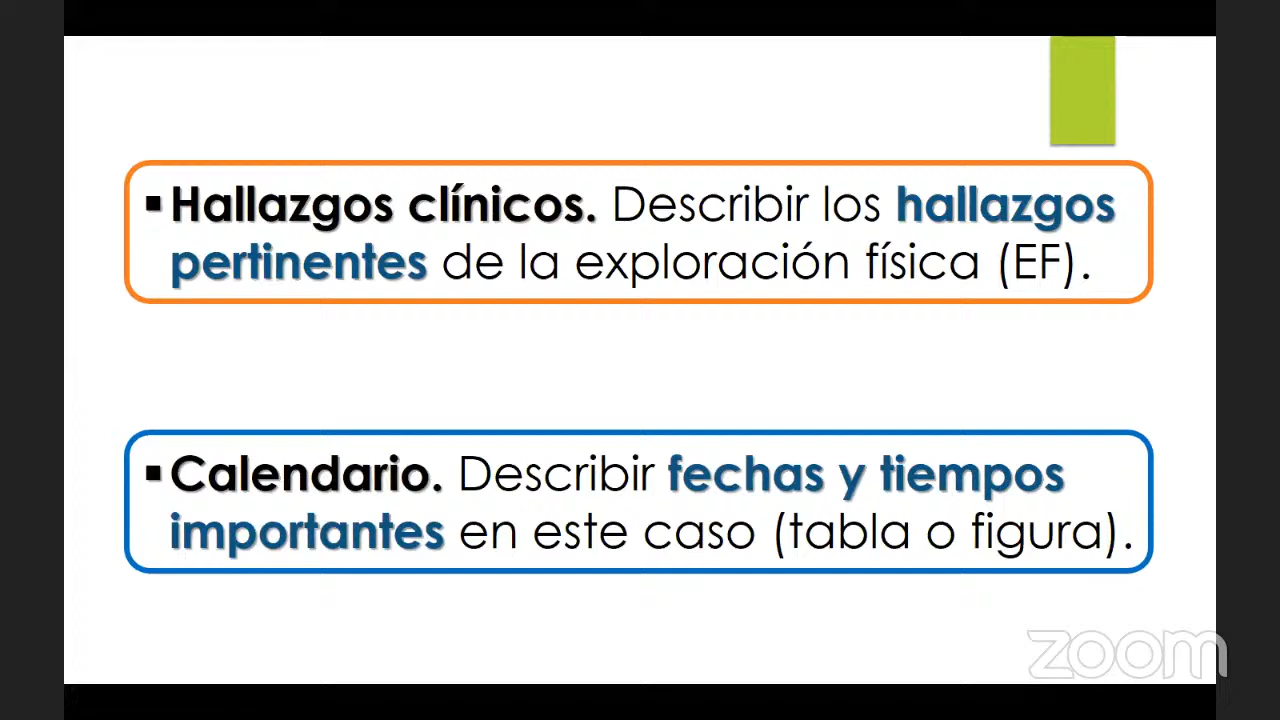 ▪ Hallazgos clínicos. Describir los hallazgos
pertinentes de la exploración física (EF).
▪ Calendario. Describir fechas y tiempos
importantes en este caso (tabla o figura).
zoom